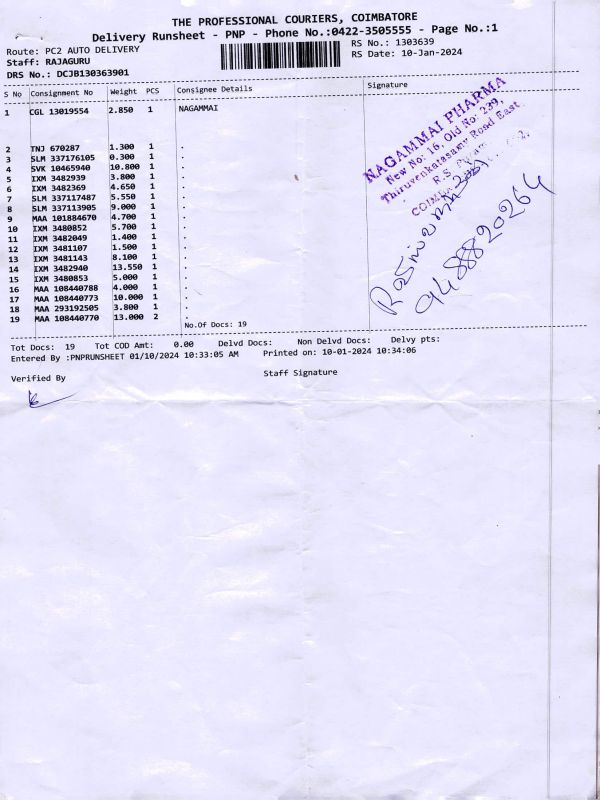 THE PROFESSIONAL COURIERS, COIMBATORE
Delivery Runsheet - PNP - Phone No.:0422-3505555 - Page No.:1
Route: PC2 AUTO DELIVERY
RS No.: 1303639
Staff: RAJAGURU
RS Date: 10-Jan-2024
DRS No.: DCJB130363901
S No Consignment No Weight PCS Consignee Details Signature
1 CGL 13019554 2.850 1 NAGAMMAI
2 TNJ 670287 1.300 1 .
3 SLM 337176105 0.300 1 .
4 SVK 10465940 10.800 1 .
5 IXM 3482939 3.800 1 .
6 IXM 3482369 4.650 1 .
7 SLM 337117487 5.550 1 .
8 SLM 337113905 9.000 1 .
9 MAA 101884670 4.700 1 .
10 IXM 3480852 5.700 1 .
11 IXM 3482049 1.400 1 .
12 IXM 3481107 1.500 1 .
13 IXM 3481143 8.100 1 .
14 IXM 3482940 13.550 1 .
15 IXM 3480853 5.000 1 .
16 MAA 108440788 4.000 1 .
17 MAA 108440773 10.000 1 .
18 MAA 293192505 3.800 1 .
19 MAA 108440770 13.000 2 .
NAGAMMAI PHARMA
New No: 16, Old No: 239,
Thiruvenkatasamy Road East
R.S.
9488820264
No.Of Docs: 19
Tot Docs: 19 Tot COD Amt: 0.00 Delvd Docs: Non Delvd Docs: Delvy pts:
Entered By :PNPRUNSHEET 01/10/2024 10:33:05 AM Printed on: 10-01-2024 10:34:06
Verified By
Staff Signature